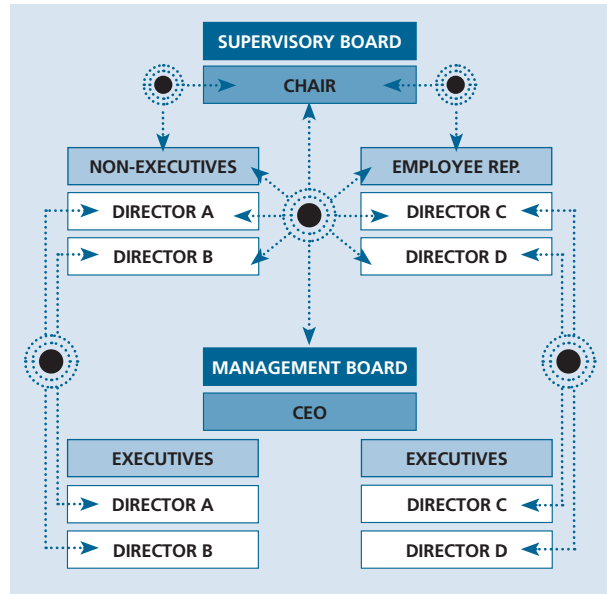 SUPERVISORY BOARD
CHAIR
NON-EXECUTIVES
EMPLOYEE REP.
DIRECTOR A
DIRECTOR C
DIRECTOR B
DIRECTOR D
MANAGEMENT BOARD
CEO
EXECUTIVES
EXECUTIVES
DIRECTOR A
DIRECTOR C
DIRECTOR B
DIRECTOR D